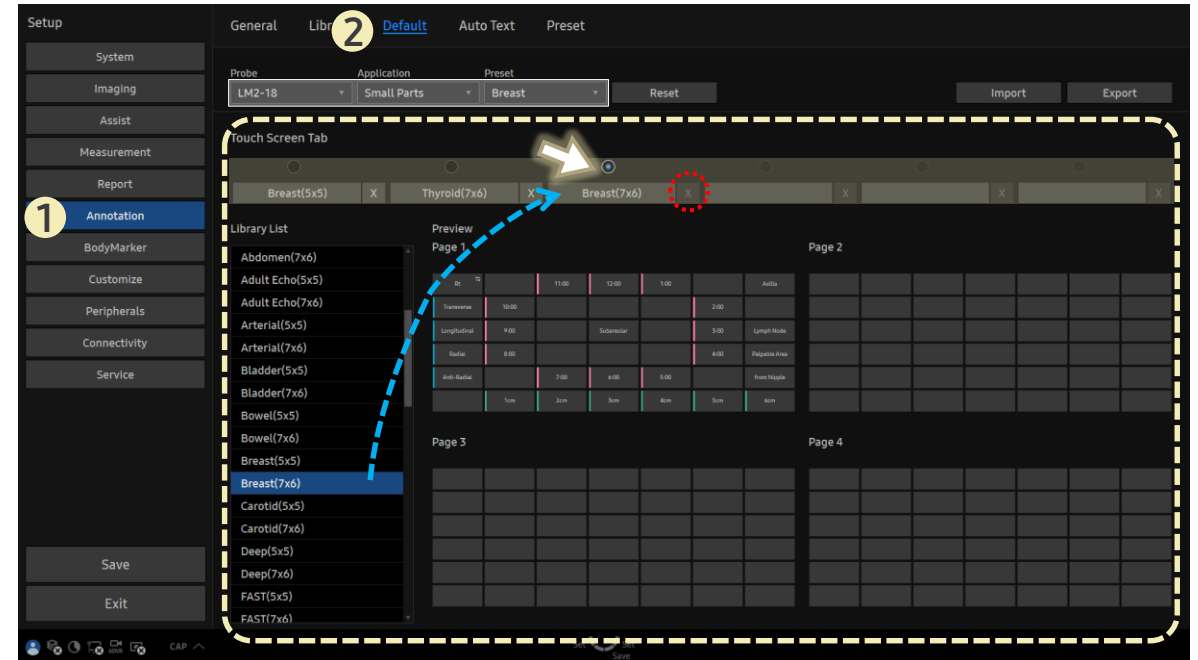 Setup
General Libr Default Auto Text Preset
2
System
Imaging
Assist
Measurement
Report
1
Annotation
BodyMarker
Customize
Peripherals
Connectivity
Service
Save
Exit
CAP
Probe Application Preset
LM2-18 Small Parts Breast Reset Import Export
Touch Screen Tab
Breast(5x5) X Thyroid(7x6) X Breast(7x6) X X X X
Library List
Abdomen(7x6)
Adult Echo(5x5)
Adult Echo(7x6)
Arterial(5x5)
Arterial(7x6)
Bladder(5x5)
Bladder(7x6)
Bowel(5x5)
Bowel(7x6)
Breast(5x5)
Breast(7x6)
Carotid(5x5)
Carotid(7x6)
Deep(5x5)
Deep(7x6)
FAST(5x5)
FAST(7x6)
Preview
Page 1 Page 2
Rt 11:00 12:00 1:00 Axilla
Transverse 10:00 2:00
Longitudinal 9:00 Subareolar 3:00 Lymph Node
Radial 8:00 4:00 Palpable Area
Anti-Radial 7:00 6:00 5:00 from Nipple
1cm 2cm 3cm 4cm 5cm 6cm
Page 3 Page 4
Set Set
Save